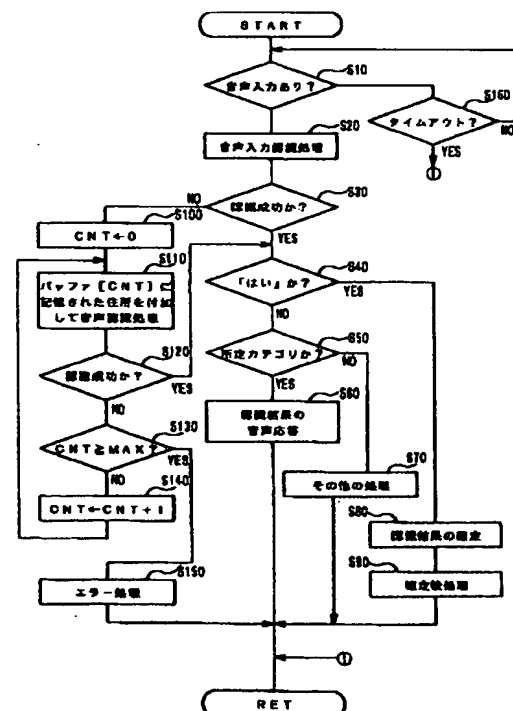 START
S10
音声入力あり?
S160
タイムアウト?
NO
YES
①
S20
音声入力認識処理
S30
認識成功か?
NO
YES
S100
CNT←0
S110
バッファ[CNT]に
記憶された住所を付加
して音声認識処理
S120
認識成功か?
YES
NO
S130
CNT≧MAX?
YES
NO
S140
CNT←CNT+1
S150
エラー処理
S40
「はい」か?
YES
NO
S50
所定カテゴリか?
NO
YES
S60
認識結果の
音声応答
S70
その他の処理
S80
認識結果の確定
S90
確定後処理
①
RET